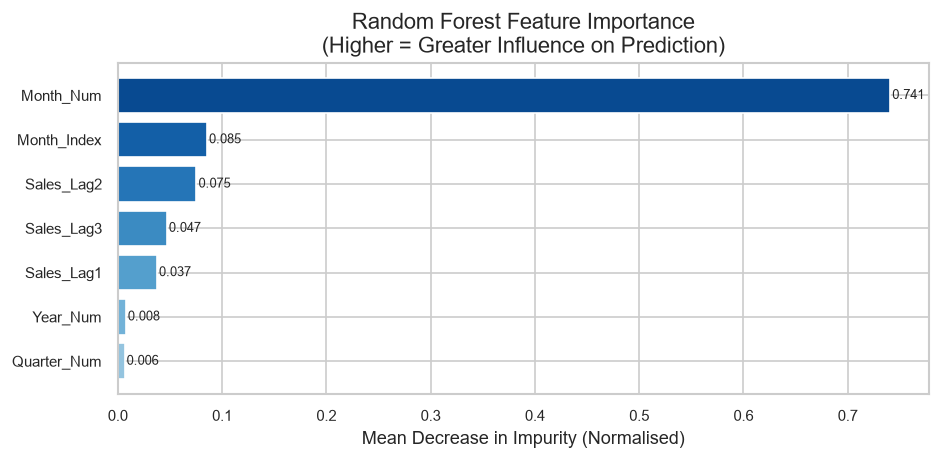 Random Forest Feature Importance
(Higher = Greater Influence on Prediction)
Month_Num 0.741
Month_Index 0.085
Sales_Lag2 0.075
Sales_Lag3 0.047
Sales_Lag1 0.037
Year_Num 0.008
Quarter_Num 0.006
0.0 0.1 0.2 0.3 0.4 0.5 0.6 0.7
Mean Decrease in Impurity (Normalised)